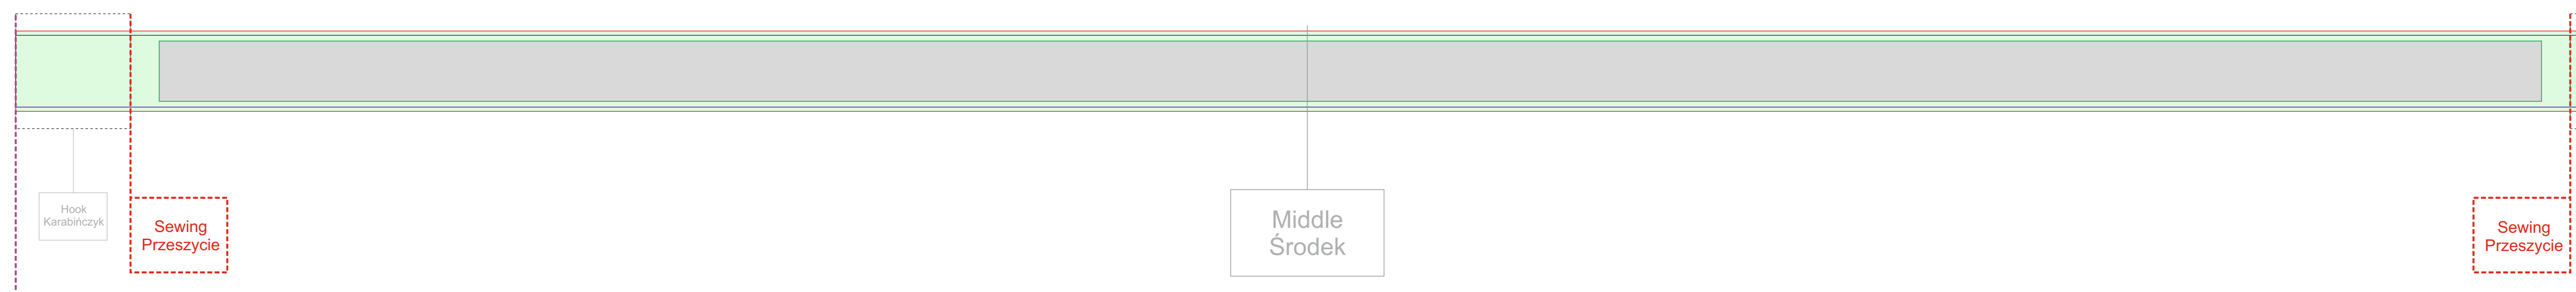 Hook
Karabińczyk
Sewing
Przeszycie
Middle
Środek
Sewing
Przeszycie